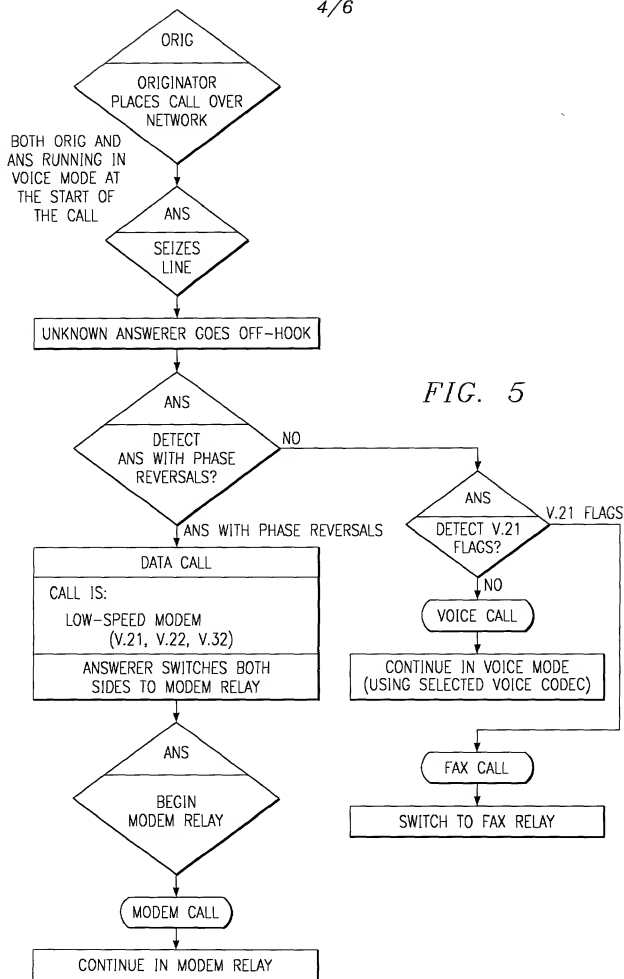 4/6
ORIG
ORIGINATOR
PLACES CALL OVER
NETWORK
BOTH ORIG AND
ANS RUNNING IN
VOICE MODE AT
THE START OF
THE CALL
ANS
SEIZES
LINE
UNKNOWN ANSWERER GOES OFF-HOOK
FIG. 5
ANS
DETECT
ANS WITH PHASE
REVERSALS?
NO
ANS WITH PHASE REVERSALS
ANS
DETECT V.21
FLAGS?
V.21 FLAGS
NO
VOICE CALL
CONTINUE IN VOICE MODE
(USING SELECTED VOICE CODEC)
FAX CALL
SWITCH TO FAX RELAY
DATA CALL
CALL IS:
LOW-SPEED MODEM
(V.21, V.22, V.32)
ANSWERER SWITCHES BOTH
SIDES TO MODEM RELAY
ANS
BEGIN
MODEM RELAY
MODEM CALL
CONTINUE IN MODEM RELAY